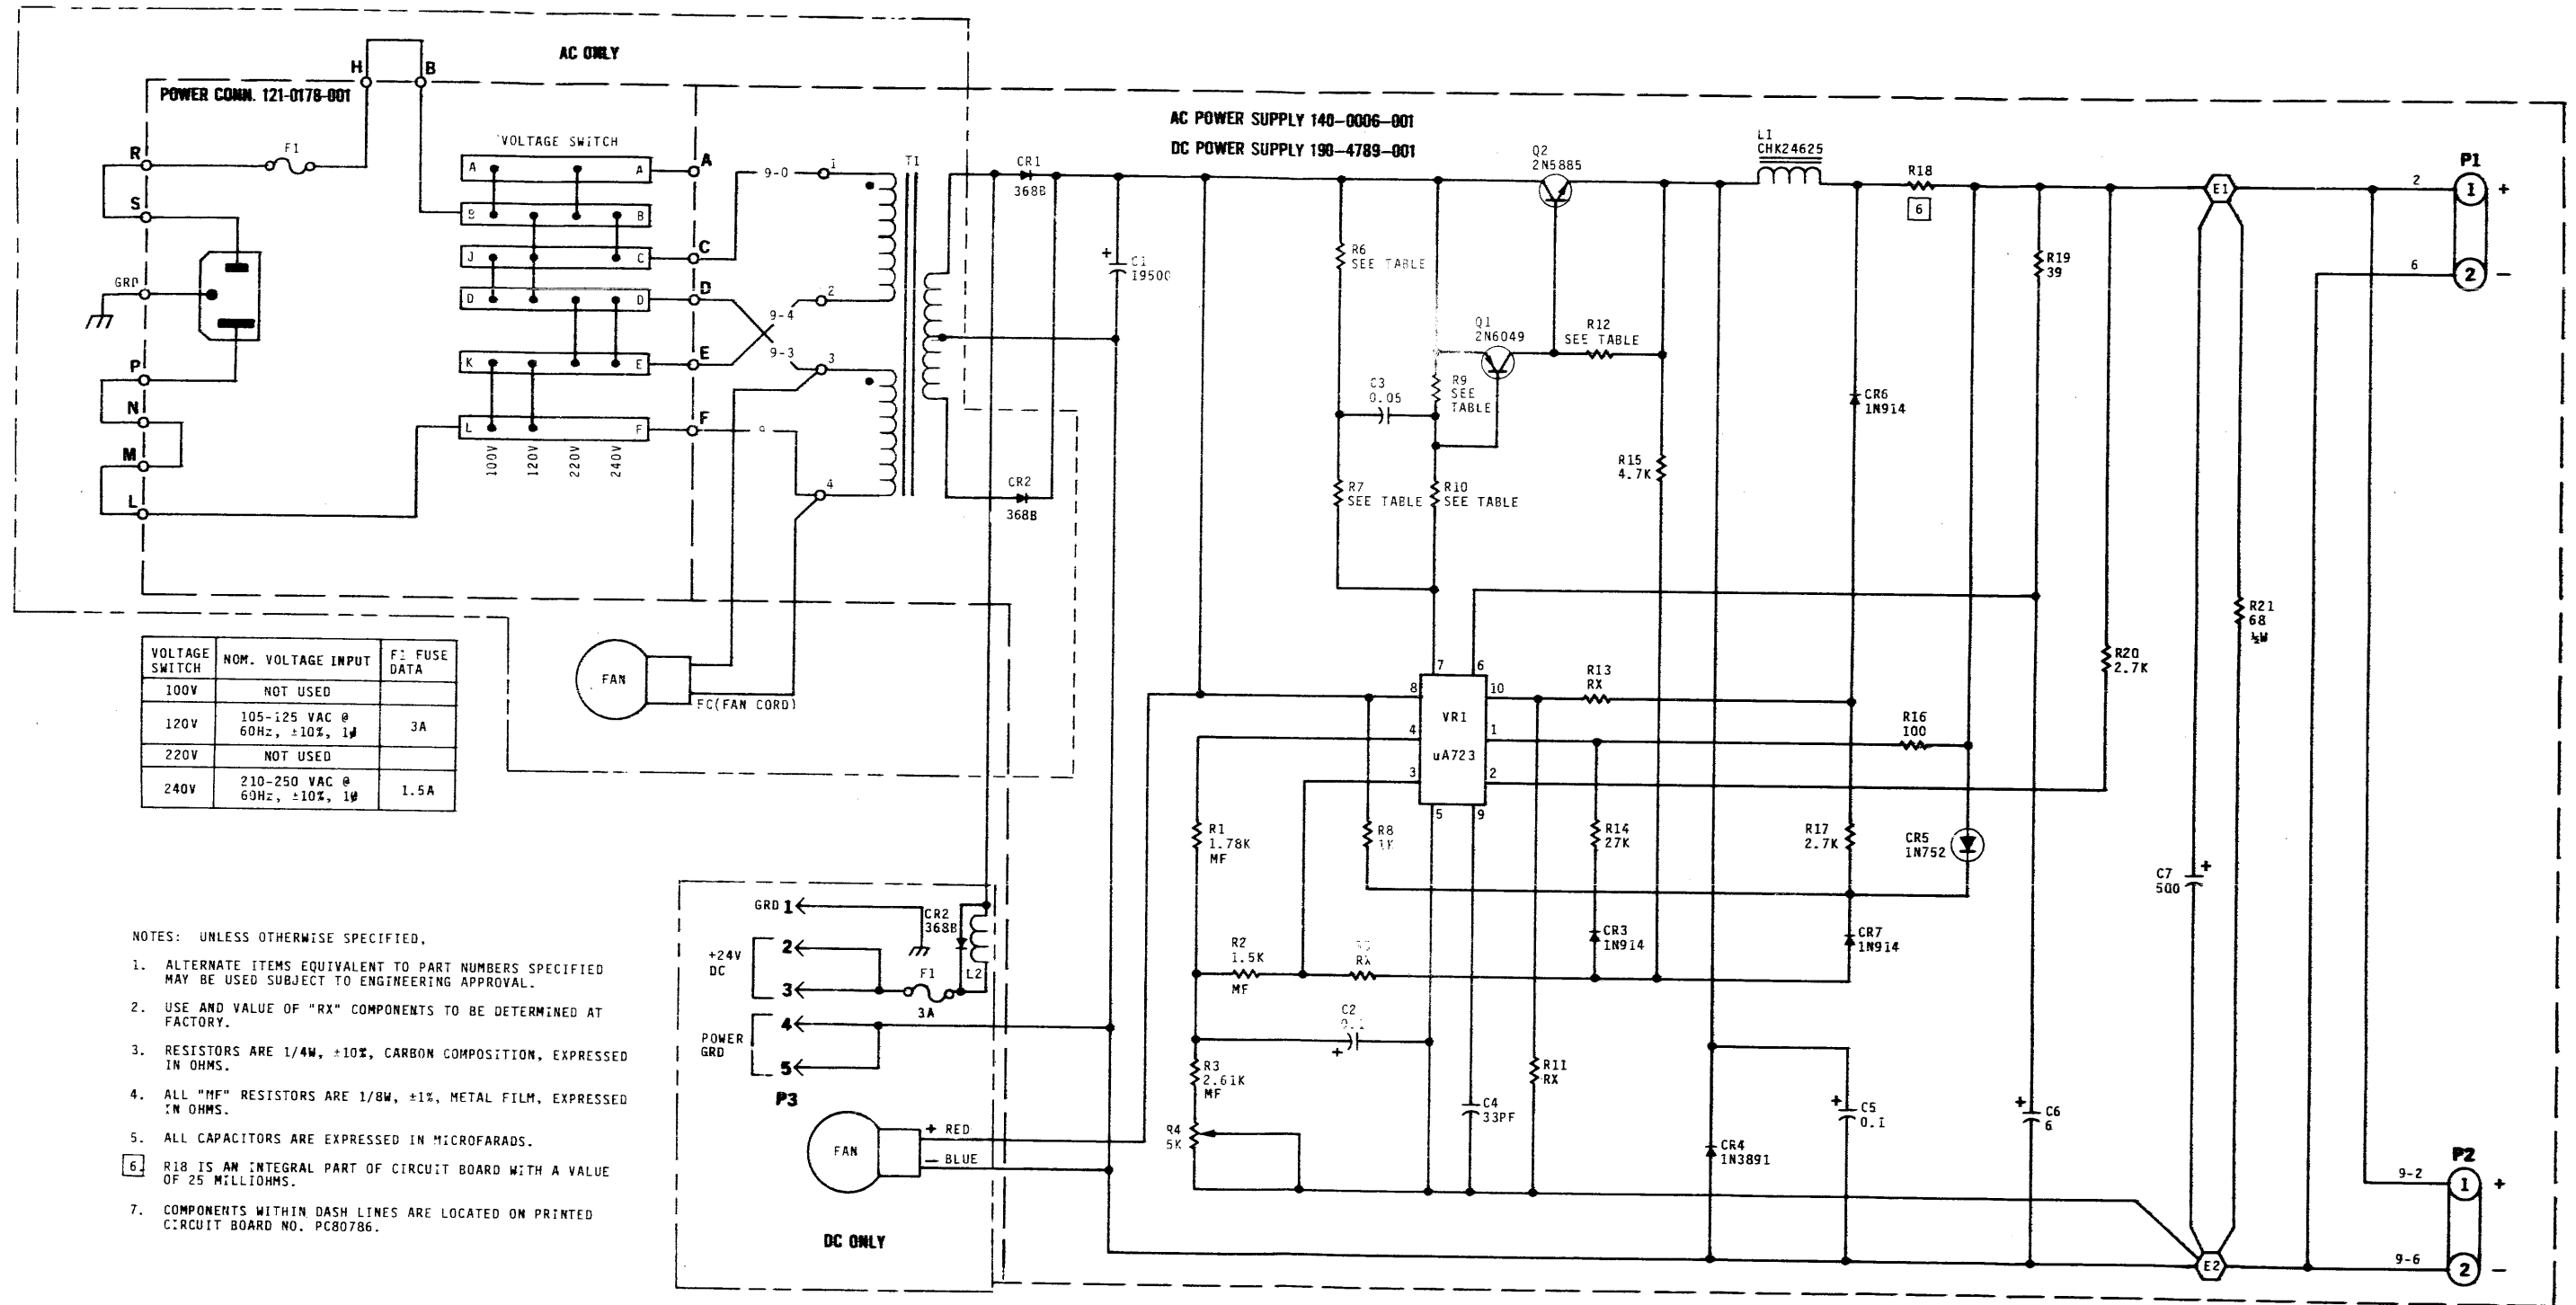 AC ONLY
H
B
POWER CONN. 121-0178-001
R
F1
S
GRD
P
N
M
L
VOLTAGE SWITCH
A
A
A
B
B
J
C
C
D
D
D
K
E
E
L
F
F
100V
120V
220V
240V
9-0
1
2
9-4
9-3
3
9
4
T1
CR1
368B
CR2
368B
AC POWER SUPPLY 140-0006-001
DC POWER SUPPLY 190-4789-001
C1
19500
Q2
2N5885
L1
CHK24625
R18
6
E1
2
P1
1
+
6
2
−
R6
SEE TABLE
Q1
2N6049
R12
SEE TABLE
R19
39
C3
0.05
R9
SEE
TABLE
CR6
1N914
R7
SEE TABLE
R10
SEE TABLE
R15
4.7K
R21
68
½W
R20
2.7K
7
6
8
10
VR1
4
1
uA723
3
2
5
9
R13
RX
R16
100
R1
1.78K
MF
R8
1K
R14
27K
R17
2.7K
CR5
1N752
C7
500
+
R2
1.5K
MF
RX
CR3
1N914
CR7
1N914
C2
+
R3
2.61K
MF
R4
5K
C4
33PF
R11
RX
CR4
1N3891
C5
0.1
+
C6
6
+
E2
9-2
P2
1
+
9-6
2
−
FAN
FC(FAN CORD)
VOLTAGE SWITCH
NOM. VOLTAGE INPUT
F1 FUSE DATA
100V
NOT USED
120V
105-125 VAC @
60Hz, ±10%, 1Ø
3A
220V
NOT USED
240V
210-250 VAC @
60Hz, ±10%, 1Ø
1.5A
GRD 1
+24V
DC
2
3
CR2
368B
F1
3A
L2
POWER
GRD
4
5
P3
FAN
+ RED
− BLUE
DC ONLY
NOTES: UNLESS OTHERWISE SPECIFIED,
1. ALTERNATE ITEMS EQUIVALENT TO PART NUMBERS SPECIFIED
MAY BE USED SUBJECT TO ENGINEERING APPROVAL.
2. USE AND VALUE OF "RX" COMPONENTS TO BE DETERMINED AT
FACTORY.
3. RESISTORS ARE 1/4W, ±10%, CARBON COMPOSITION, EXPRESSED
IN OHMS.
4. ALL "MF" RESISTORS ARE 1/8W, ±1%, METAL FILM, EXPRESSED
IN OHMS.
5. ALL CAPACITORS ARE EXPRESSED IN MICROFARADS.
6. R18 IS AN INTEGRAL PART OF CIRCUIT BOARD WITH A VALUE
OF 25 MILLIOHMS.
7. COMPONENTS WITHIN DASH LINES ARE LOCATED ON PRINTED
CIRCUIT BOARD NO. PC80786.